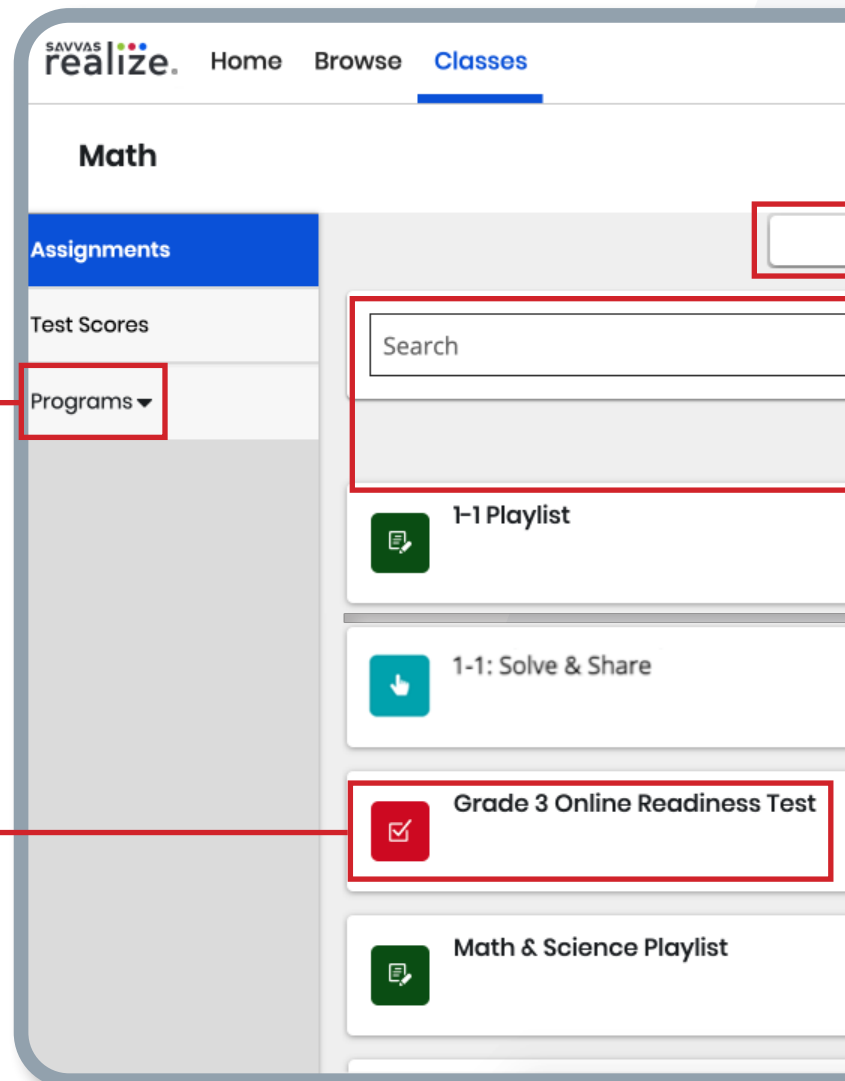 SAVVAS
realize. Home Browse Classes
Math
Assignments
Test Scores
Programs
Search
1-1 Playlist
1-1: Solve & Share
Grade 3 Online Readiness Test
Math & Science Playlist